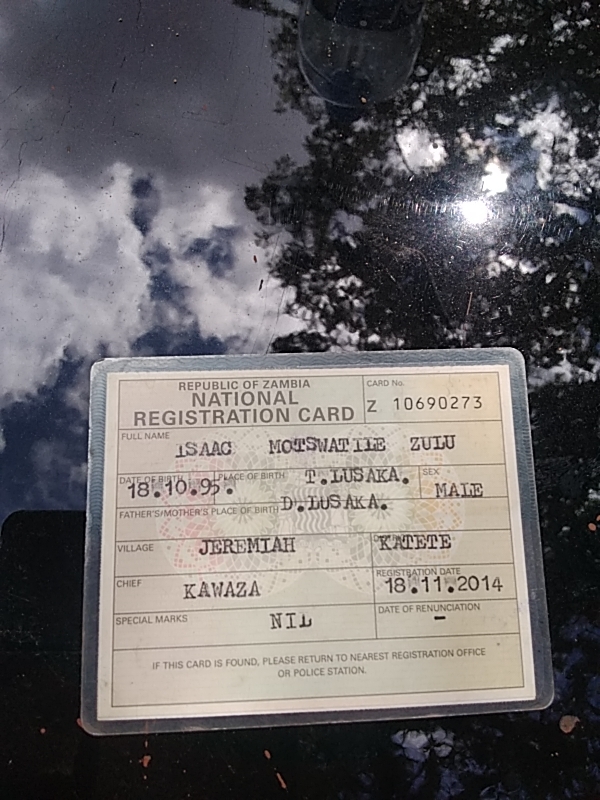 REPUBLIC OF ZAMBIA
NATIONAL
REGISTRATION CARD
CARD No.
Z 10690273
FULL NAME
ISAAC MOTSWATILE ZULU
DATE OF BIRTH
18.10.95.
PLACE OF BIRTH
T.LUSAKA.
SEX
MALE
FATHER'S/MOTHER'S PLACE OF BIRTH
D.LUSAKA.
VILLAGE
JEREMIAH
KATETE
CHIEF
KAWAZA
REGISTRATION DATE
18.11.2014
SPECIAL MARKS
NIL
DATE OF RENUNCIATION
-
IF THIS CARD IS FOUND, PLEASE RETURN TO NEAREST REGISTRATION OFFICE
OR POLICE STATION.